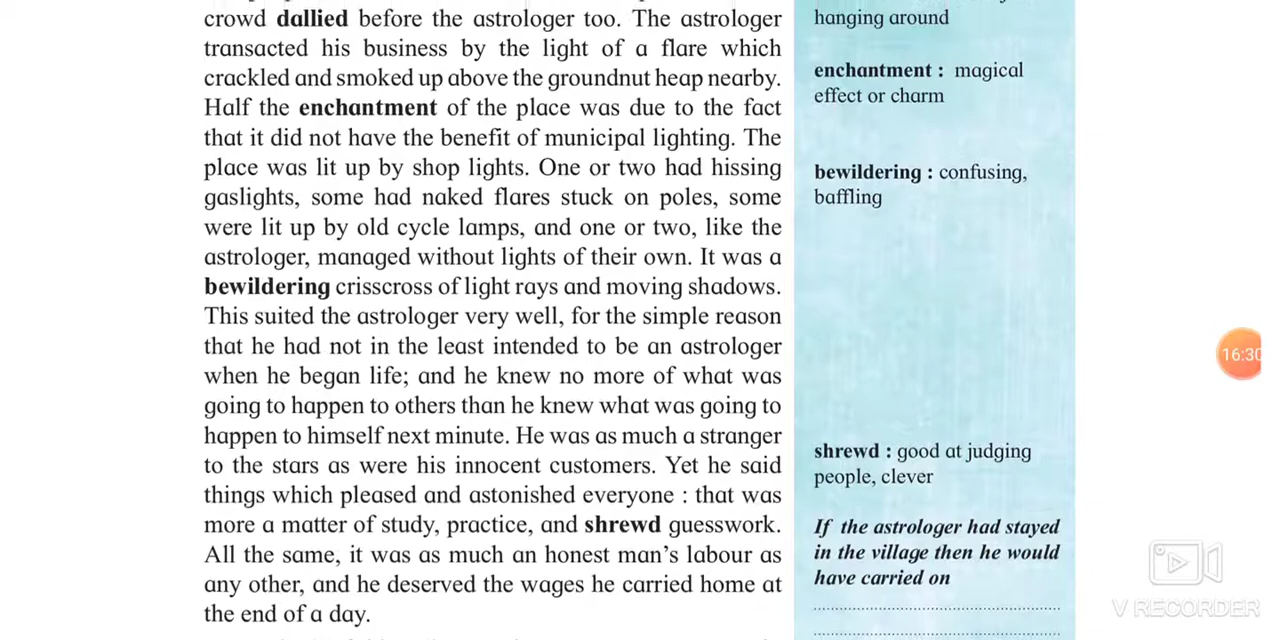 crowd dallied before the astrologer too. The astrologer
transacted his business by the light of a flare which
crackled and smoked up above the groundnut heap nearby.
Half the enchantment of the place was due to the fact
that it did not have the benefit of municipal lighting. The
place was lit up by shop lights. One or two had hissing
gaslights, some had naked flares stuck on poles, some
were lit up by old cycle lamps, and one or two, like the
astrologer, managed without lights of their own. It was a
bewildering crisscross of light rays and moving shadows.
This suited the astrologer very well, for the simple reason
that he had not in the least intended to be an astrologer
when he began life; and he knew no more of what was
going to happen to others than he knew what was going to
happen to himself next minute. He was as much a stranger
to the stars as were his innocent customers. Yet he said
things which pleased and astonished everyone : that was
more a matter of study, practice, and shrewd guesswork.
All the same, it was as much an honest man's labour as
any other, and he deserved the wages he carried home at
the end of a day.
hanging around
enchantment : magical
effect or charm
bewildering : confusing,
baffling
shrewd : good at judging
people, clever
If the astrologer had stayed
in the village then he would
have carried on
16:30
V RECORDER